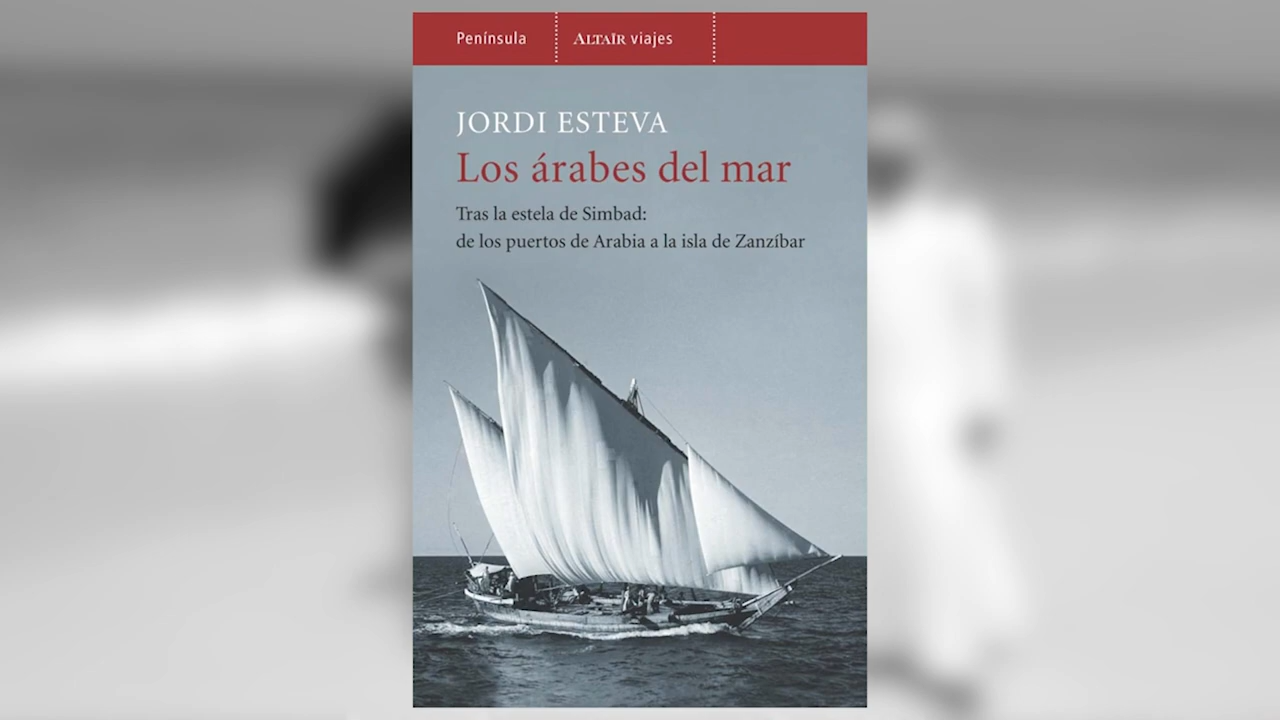 Península
ALTAÏR viajes
JORDI ESTEVA
Los árabes del mar
Tras la estela de Simbad:
de los puertos de Arabia a la isla de Zanzíbar